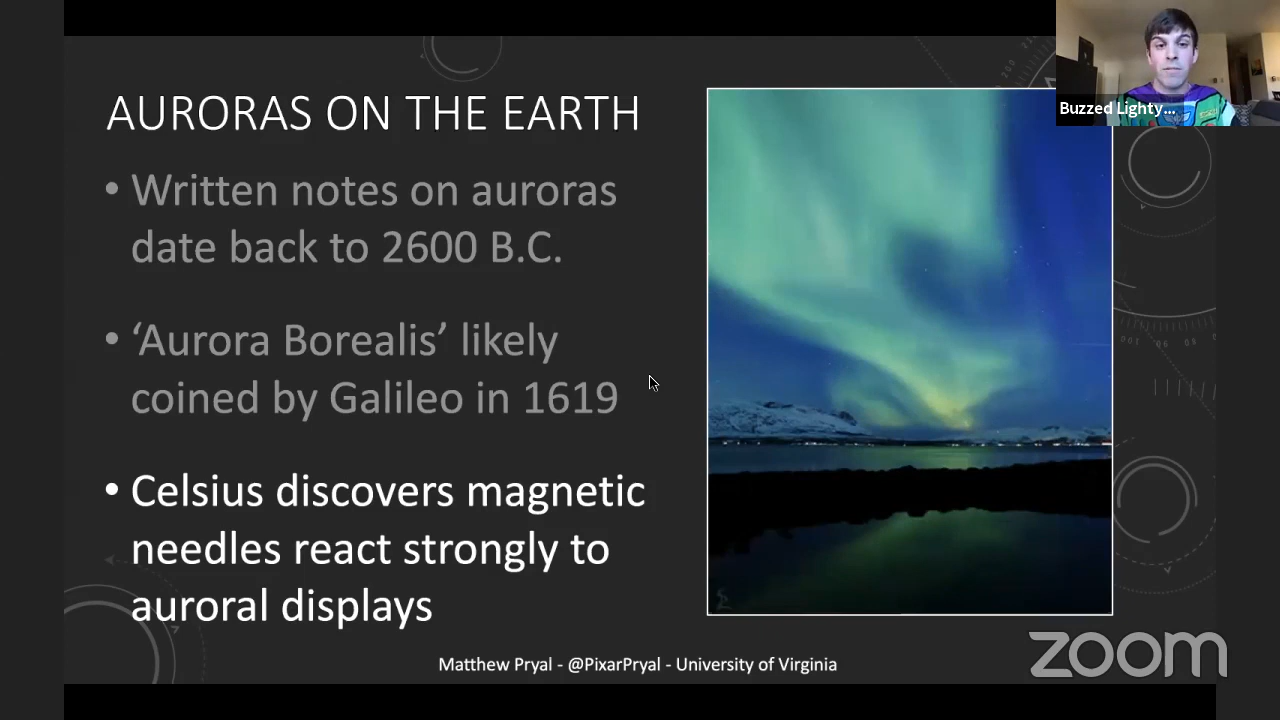 Buzzed Lighty...
AURORAS ON THE EARTH
• Written notes on auroras
date back to 2600 B.C.
• ‘Aurora Borealis’ likely
coined by Galileo in 1619
• Celsius discovers magnetic
needles react strongly to
auroral displays
Matthew Pryal - @PixarPryal - University of Virginia
zoom